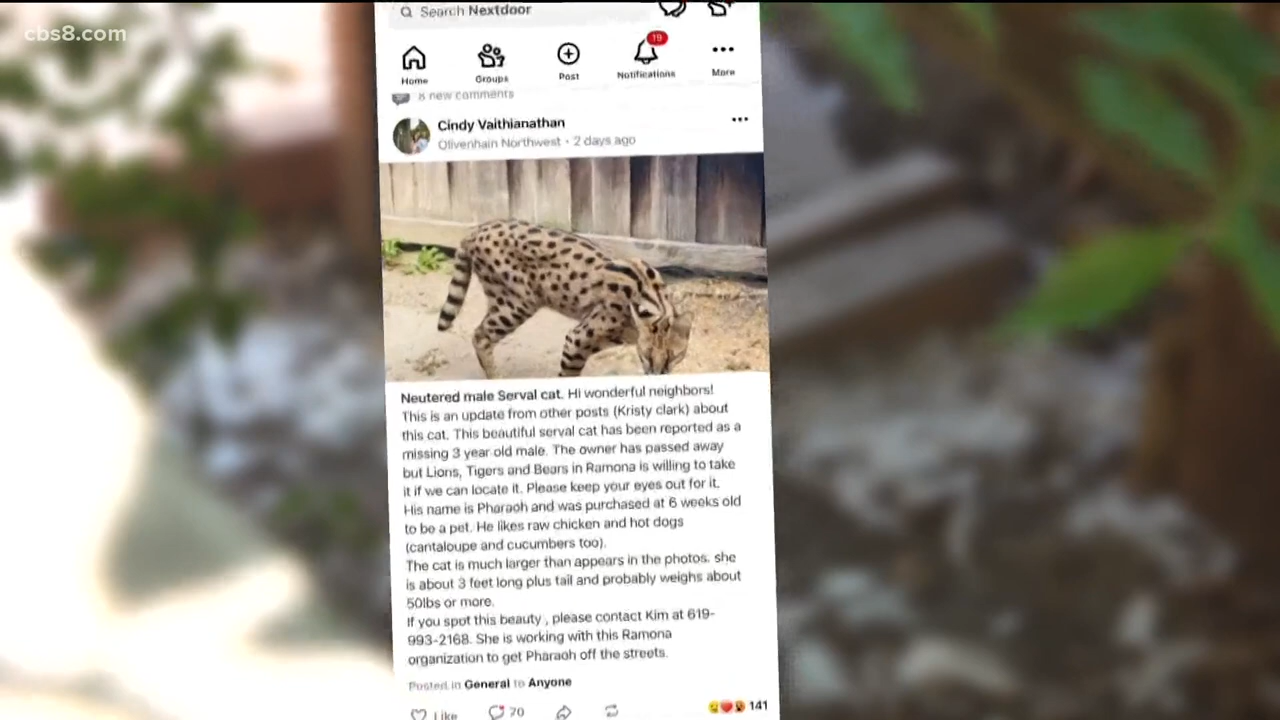 cbs8.com
Search Nextdoor
19
Home Groups Post Notifications More
8 new comments
Cindy Vaithianathan
Olivenhain Northwest • 2 days ago
Neutered male Serval cat. Hi wonderful neighbors!
This is an update from other posts (Kristy clark) about
this cat. This beautiful serval cat has been reported as a
missing 3 year old male. The owner has passed away
but Lions, Tigers and Bears in Ramona is willing to take
it if we can locate it. Please keep your eyes out for it.
His name is Pharaoh and was purchased at 6 weeks old
to be a pet. He likes raw chicken and hot dogs
(cantaloupe and cucumbers too).
The cat is much larger than appears in the photos. she
is about 3 feet long plus tail and probably weighs about
50lbs or more.
If you spot this beauty , please contact Kim at 619-
993-2168. She is working with this Ramona
organization to get Pharaoh off the streets.
Posted in General to Anyone
Like 70 141